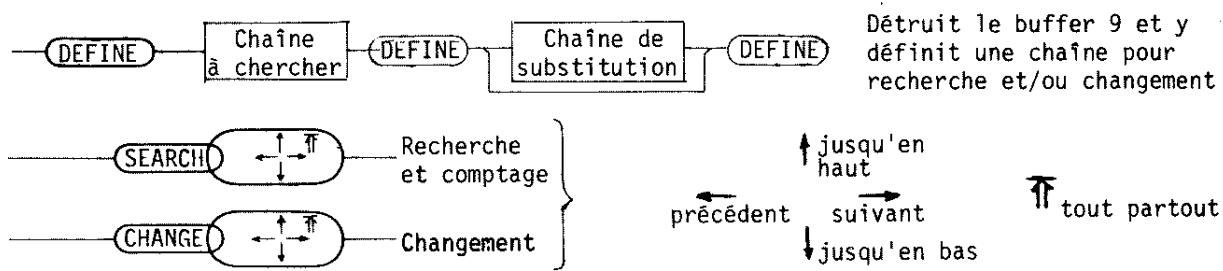 DEFINE
Chaîne
à chercher
DEFINE
Chaîne de
substitution
DEFINE
Détruit le buffer 9 et y
définit une chaîne pour
recherche et/ou changement
SEARCH
Recherche
et comptage
CHANGE
Changement
jusqu'en
haut
précédent
suivant
jusqu'en bas
tout partout